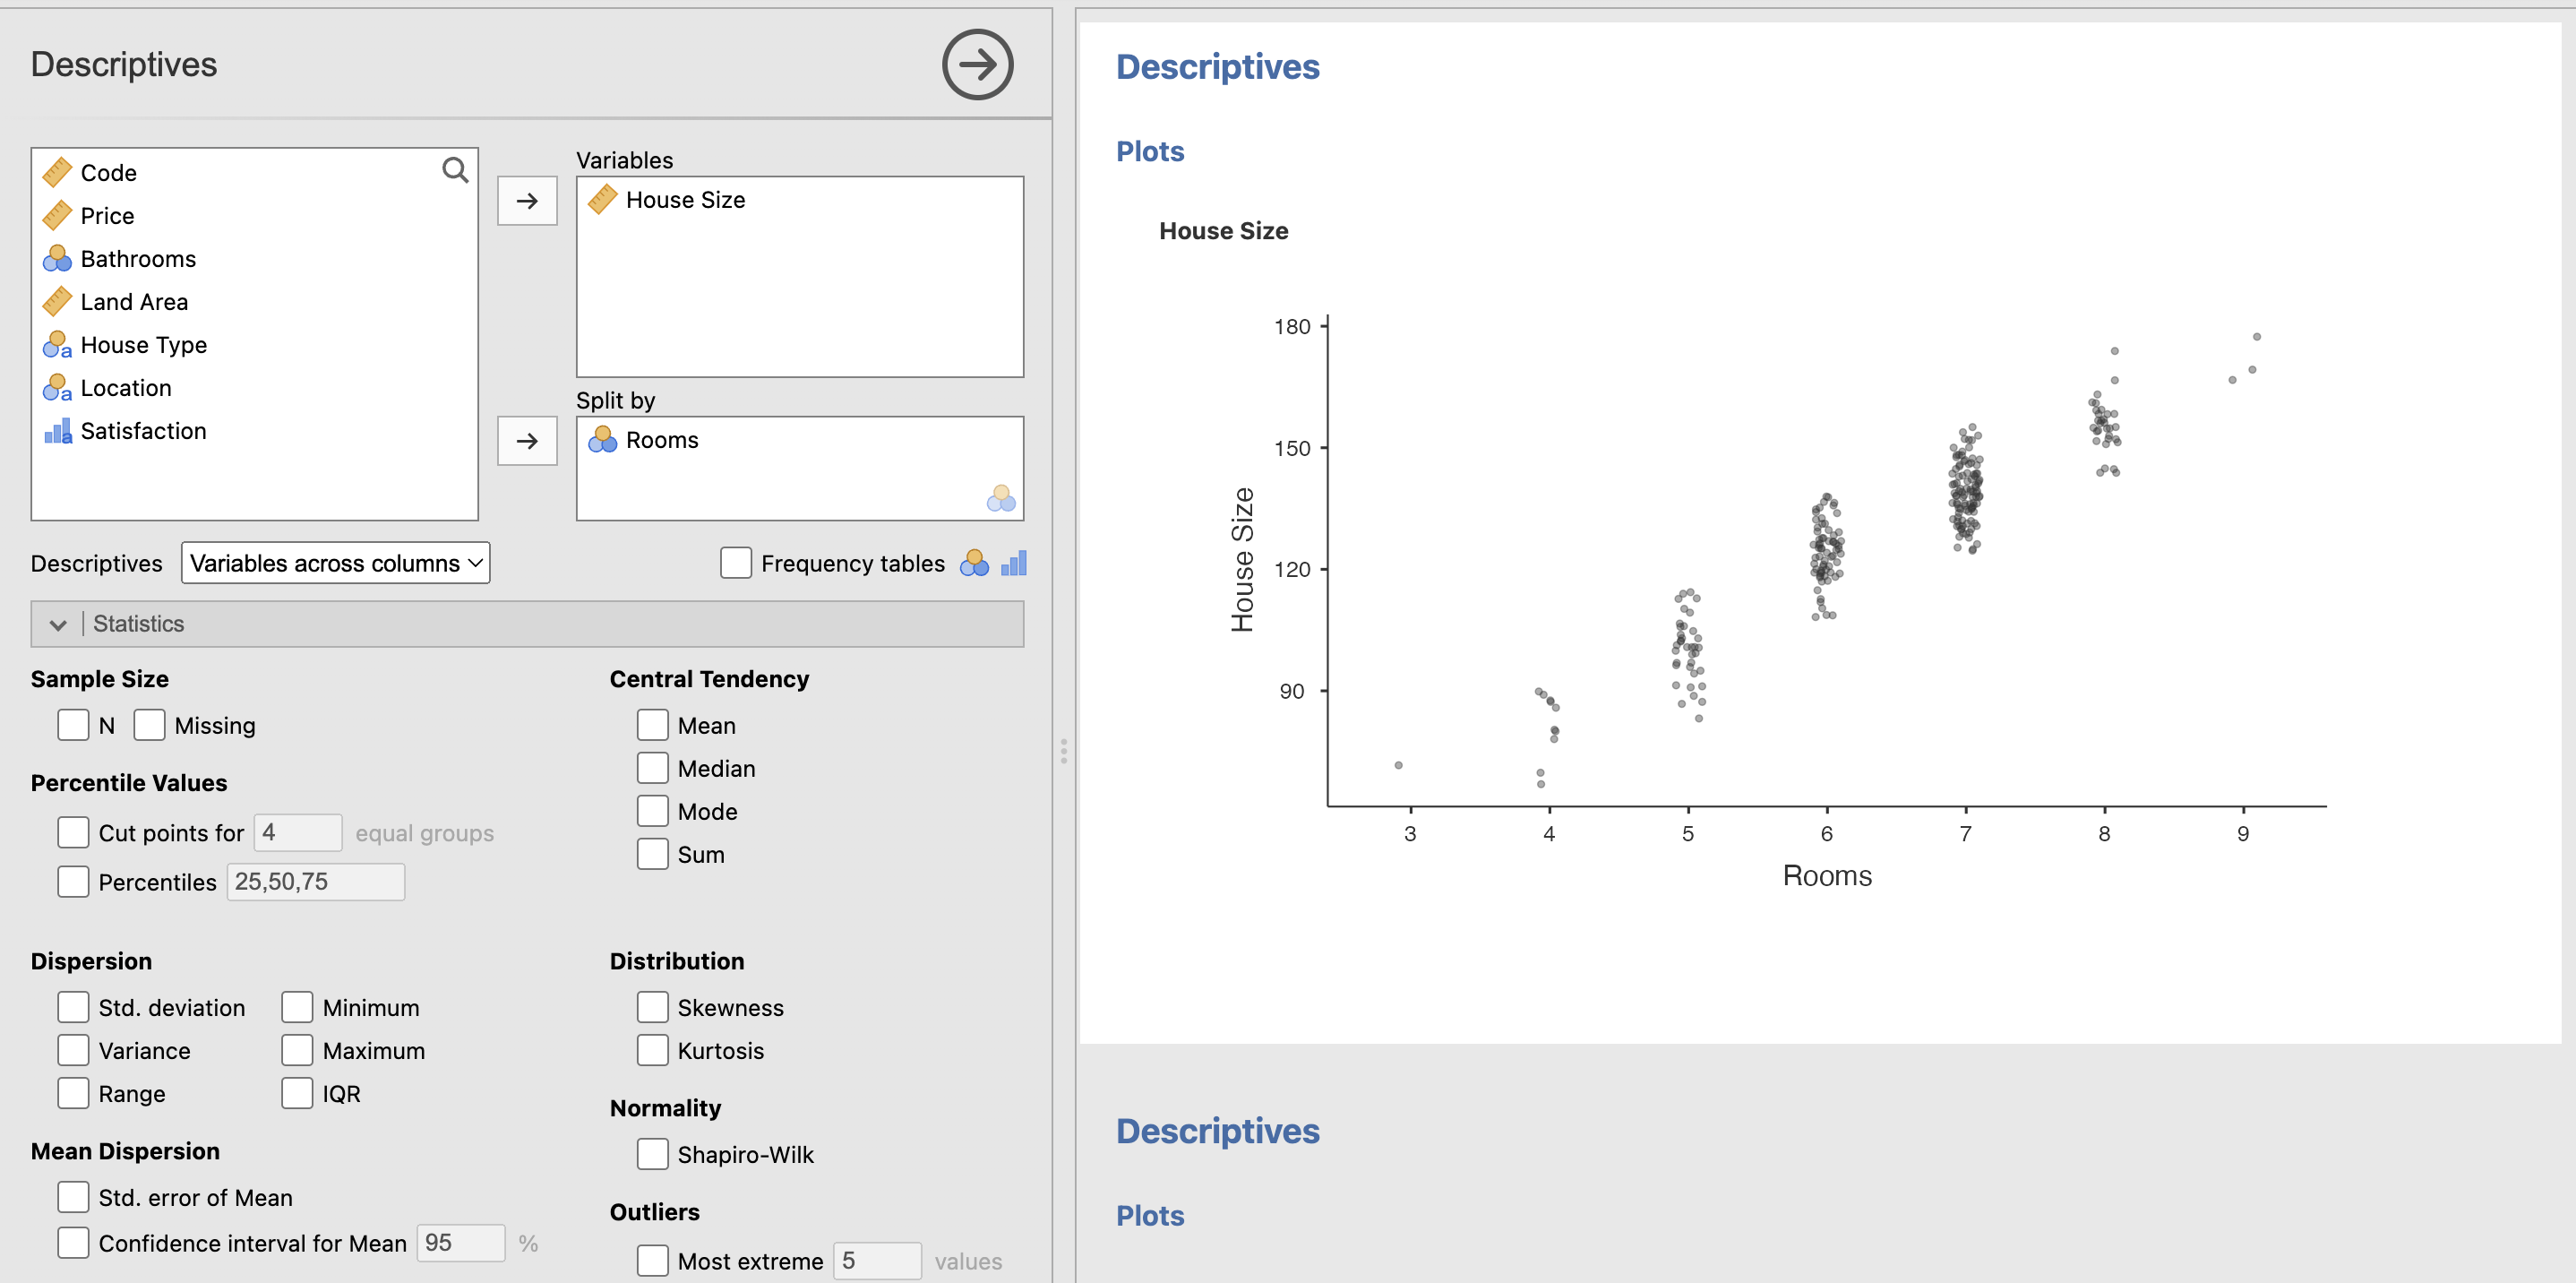 Descriptives
Code
Price
Bathrooms
Land Area
House Type
Location
Satisfaction
Variables
House Size
Split by
Rooms
Descriptives Variables across columns Frequency tables
Statistics
Sample Size
N Missing
Percentile Values
Cut points for 4 equal groups
Percentiles 25,50,75
Central Tendency
Mean
Median
Mode
Sum
Dispersion
Std. deviation Minimum
Variance Maximum
Range IQR
Mean Dispersion
Std. error of Mean
Confidence interval for Mean 95 %
Distribution
Skewness
Kurtosis
Normality
Shapiro-Wilk
Outliers
Most extreme 5 values
Descriptives
Plots
House Size
180
150
120
90
House Size
3 4 5 6 7 8 9
Rooms
Descriptives
Plots